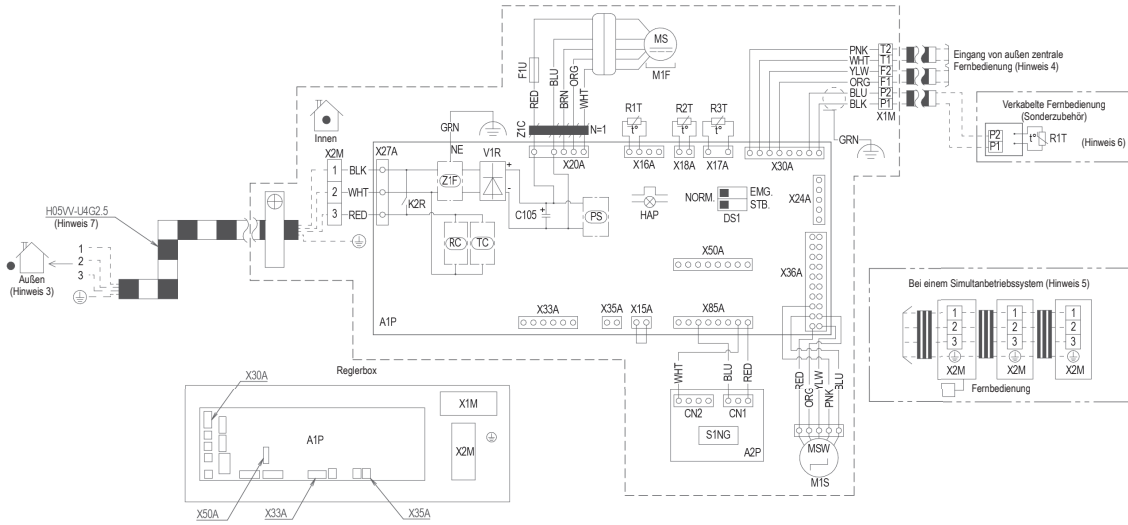 Innen
X2M
1
2
3
BLK
WHT
RED
X27A
K2R
GRN
NE
Z1F
V1R
+
-
C105
+
PS
RC
TC
F1U
RED
BLU
BRN
ORG
WHT
MS
M1F
Z1C
N=1
X20A
R1T
t°
X16A
R2T
t°
X18A
R3T
t°
X17A
X30A
HAP
NORM.
EMG.
STB.
DS1
X24A
X50A
X36A
X33A
X35A
X15A
X85A
A1P
PNK
WHT
YLW
ORG
BLU
BLK
T2
T1
F2
F1
P2
P1
X1M
GRN
Eingang von außen zentrale
Fernbedienung (Hinweis 4)
Verkabelte Fernbedienung
(Sonderzubehör)
P2
P1
t°
R1T
(Hinweis 6)
H05VV-U4G2.5
(Hinweis 7)
1
2
3
Außen
(Hinweis 3)
WHT
BLU
RED
CN2
CN1
S1NG
A2P
RED
ORG
YLW
PNK
BLU
MSW
M1S
Bei einem Simultanbetriebssystem (Hinweis 5)
1
2
3
X2M
1
2
3
X2M
1
2
3
X2M
Fernbedienung
Reglerbox
X30A
A1P
X1M
X2M
X50A
X33A
X35A